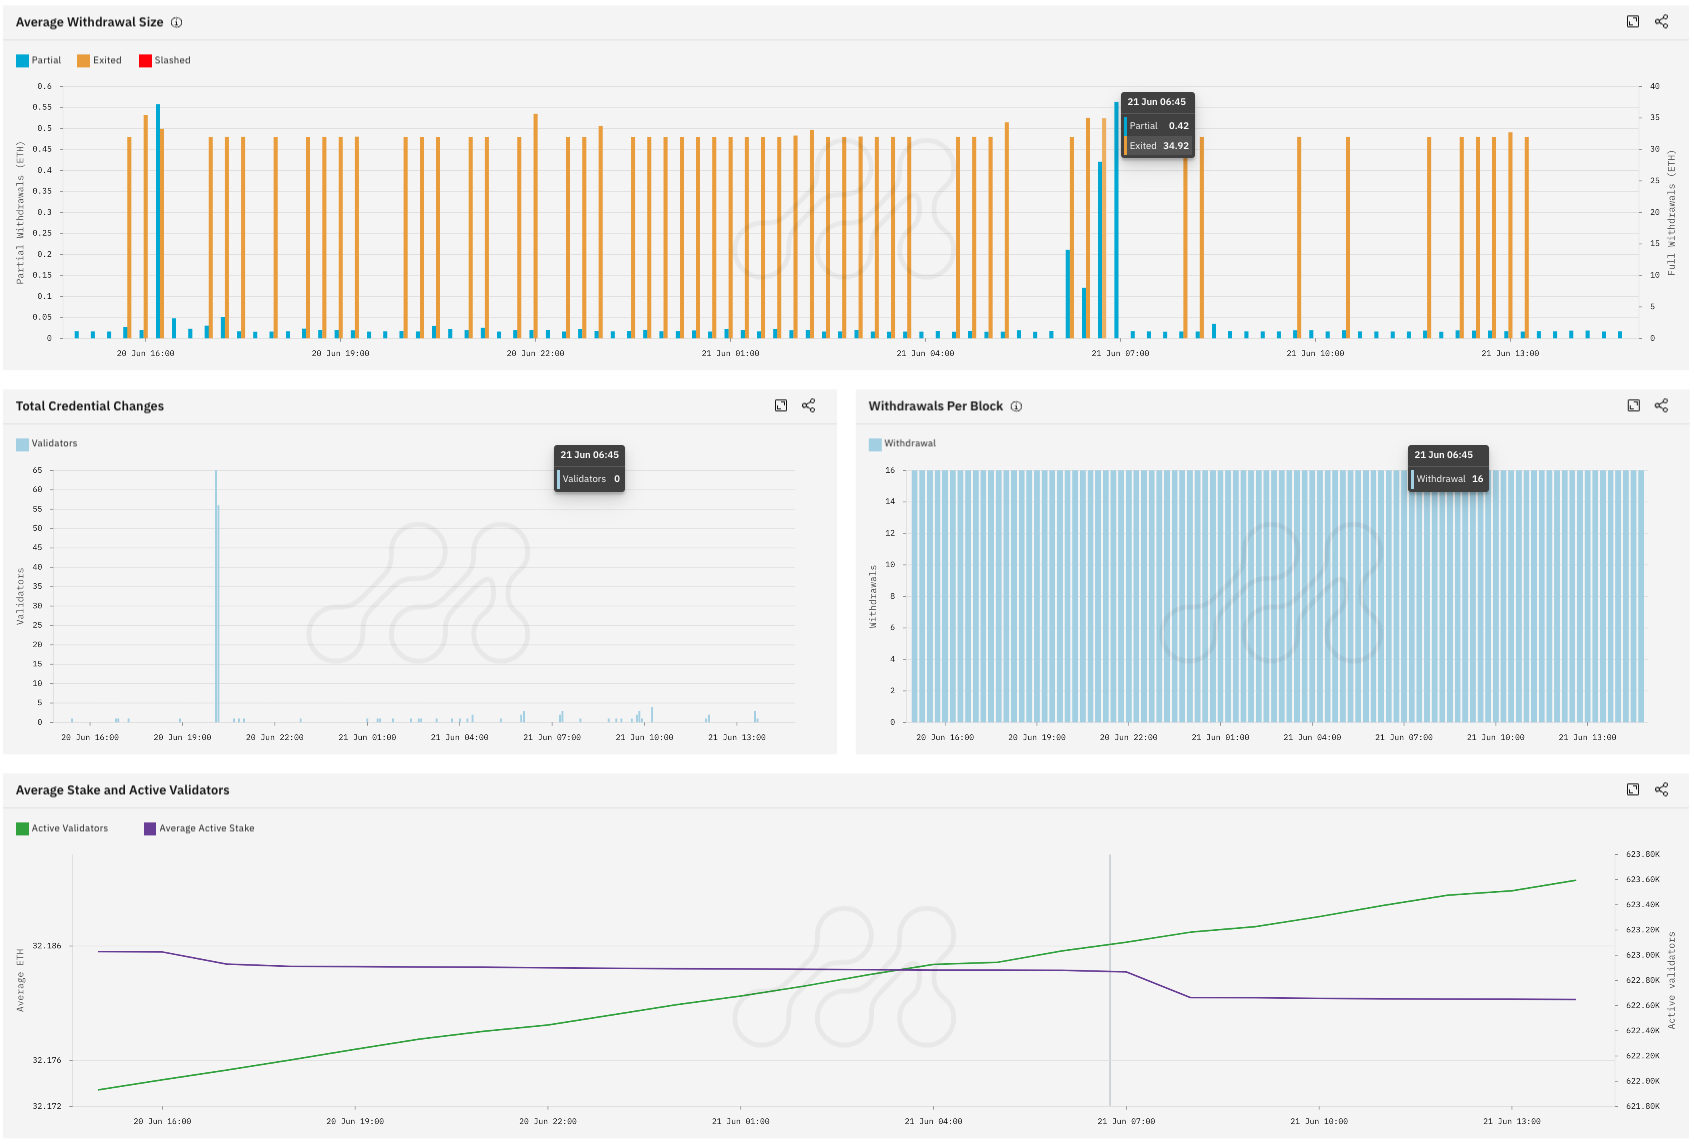 Average Withdrawal Size
Partial Exited Slashed
0.6
0.55
0.5
0.45
0.4
0.35
0.3
0.25
0.2
0.15
0.1
0.05
0
Partial Withdrawals (ETH)
40
35
30
25
20
15
10
5
0
Full Withdrawals (ETH)
21 Jun 06:45
Partial 0.42
Exited 34.92
20 Jun 16:00 20 Jun 19:00 20 Jun 22:00 21 Jun 01:00 21 Jun 04:00 21 Jun 07:00 21 Jun 10:00 21 Jun 13:00
Total Credential Changes
Validators
65
60
55
50
45
40
35
30
25
20
15
10
5
0
Validators
21 Jun 06:45
Validators 0
20 Jun 16:00 20 Jun 19:00 20 Jun 22:00 21 Jun 01:00 21 Jun 04:00 21 Jun 07:00 21 Jun 10:00 21 Jun 13:00
Withdrawals Per Block
Withdrawal
16
14
12
10
8
6
4
2
0
Withdrawals
21 Jun 06:45
Withdrawal 16
20 Jun 16:00 20 Jun 19:00 20 Jun 22:00 21 Jun 01:00 21 Jun 04:00 21 Jun 07:00 21 Jun 10:00 21 Jun 13:00
Average Stake and Active Validators
Active Validators Average Active Stake
32.186
32.176
32.172
Average ETH
623.80K
623.60K
623.40K
623.20K
623.00K
622.80K
622.60K
622.40K
622.20K
622.00K
621.80K
Active validators
20 Jun 16:00 20 Jun 19:00 20 Jun 22:00 21 Jun 01:00 21 Jun 04:00 21 Jun 07:00 21 Jun 10:00 21 Jun 13:00